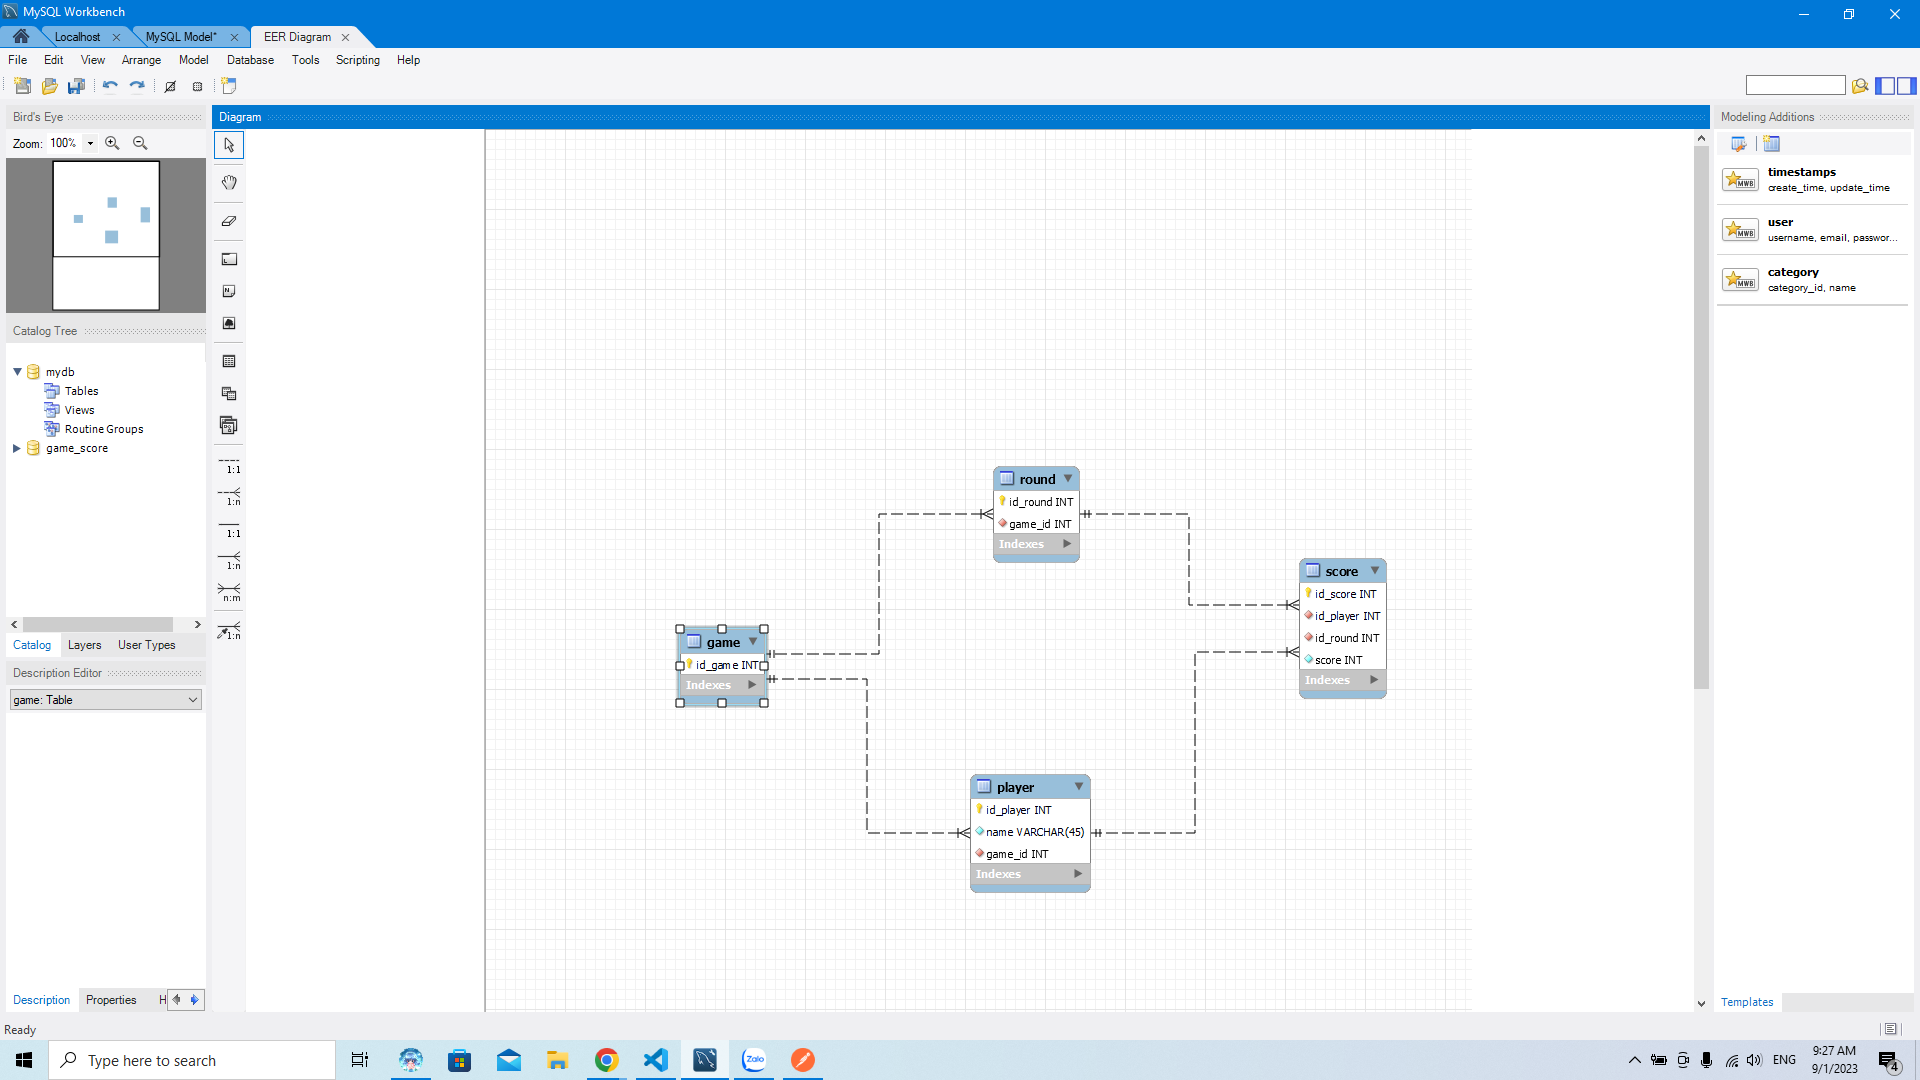 MySQL Workbench
Localhost
MySQL Model*
EER Diagram
File Edit View Arrange Model Database Tools Scripting Help
Bird's Eye
Zoom: 100%
Catalog Tree
mydb
Tables
Views
Routine Groups
game_score
Catalog Layers User Types
Description Editor
game: Table
Description Properties H
Diagram
1:1
1:n
1:1
1:n
n:m
1:n
round
id_round INT
game_id INT
Indexes
score
id_score INT
id_player INT
id_round INT
score INT
Indexes
game
id_game INT
Indexes
player
id_player INT
name VARCHAR(45)
game_id INT
Indexes
Modeling Additions
MWB
timestamps
create_time, update_time
MWB
user
username, email, passwor...
MWB
category
category_id, name
Templates
Ready
Type here to search
Zalo
ENG
9:27 AM
9/1/2023
4